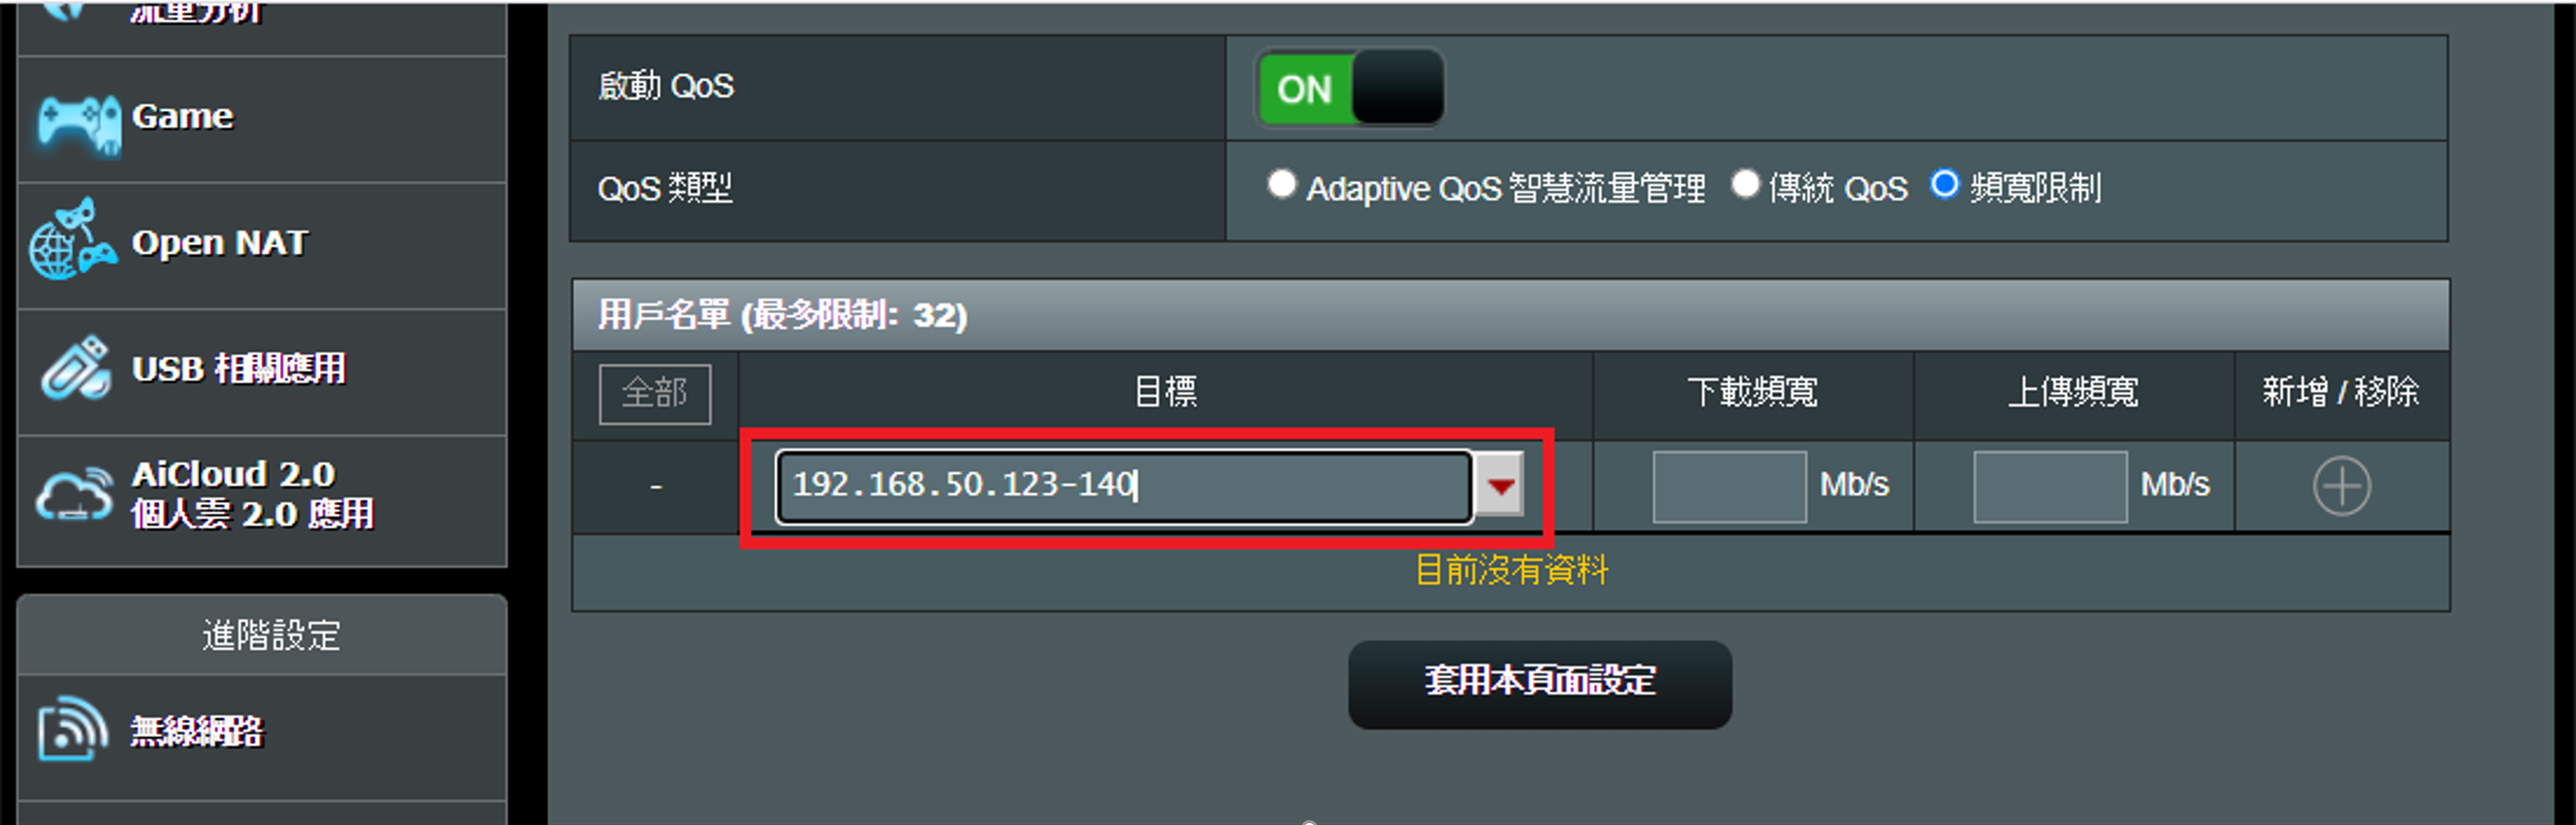 流量分析
Game
Open NAT
USB 相關應用
AiCloud 2.0
個人雲 2.0 應用
進階設定
無線網路
啟動 QoS
ON
QoS 類型
Adaptive QoS 智慧流量管理 傳統 QoS 頻寬限制
用戶名單 (最多限制: 32)
全部 目標 下載頻寬 上傳頻寬 新增 / 移除
- 192.168.50.123-140 Mb/s Mb/s
目前沒有資料
套用本頁面設定